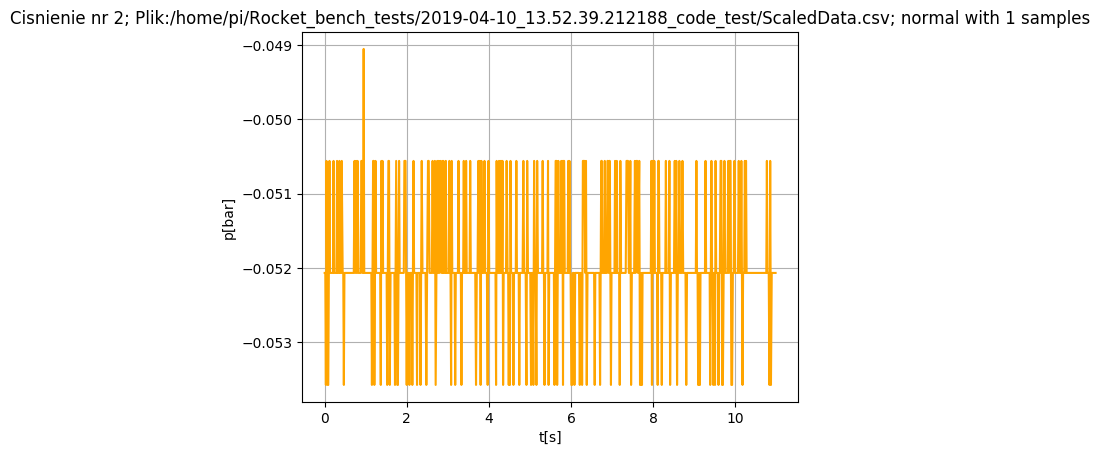 Cisnienie nr 2; Plik:/home/pi/Rocket_bench_tests/2019-04-10_13.52.39.212188_code_test/ScaledData.csv; normal with 1 samples
−0.049
−0.050
−0.051
−0.052
−0.053
p[bar]
0 2 4 6 8 10
t[s]